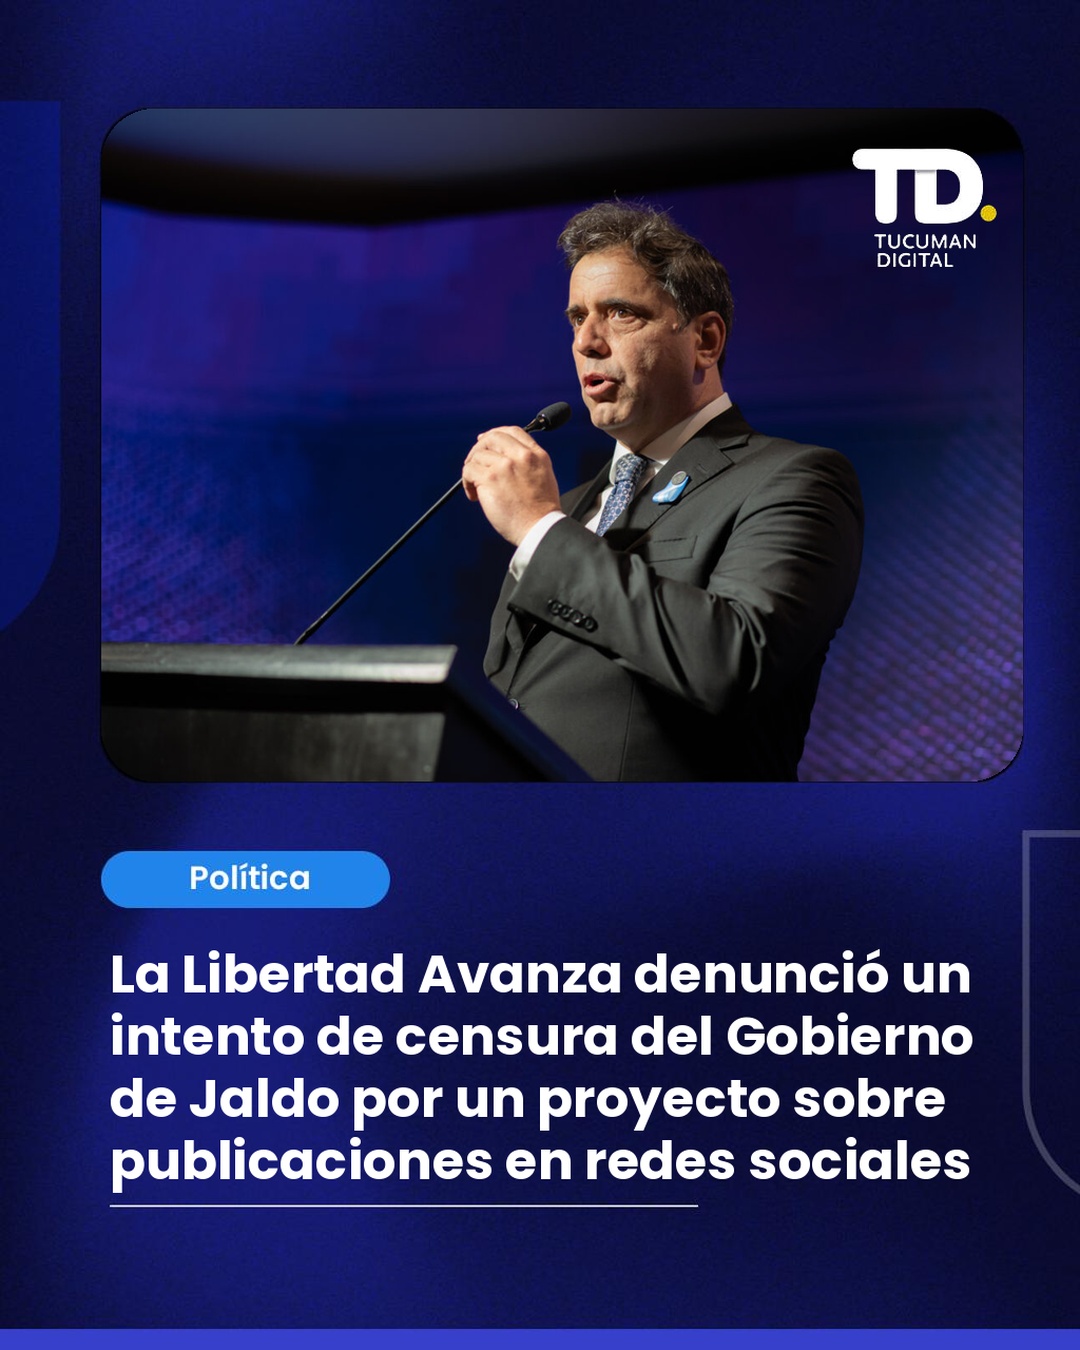 TD.
TUCUMAN
DIGITAL
Política
La Libertad Avanza denunció un
intento de censura del Gobierno
de Jaldo por un proyecto sobre
publicaciones en redes sociales